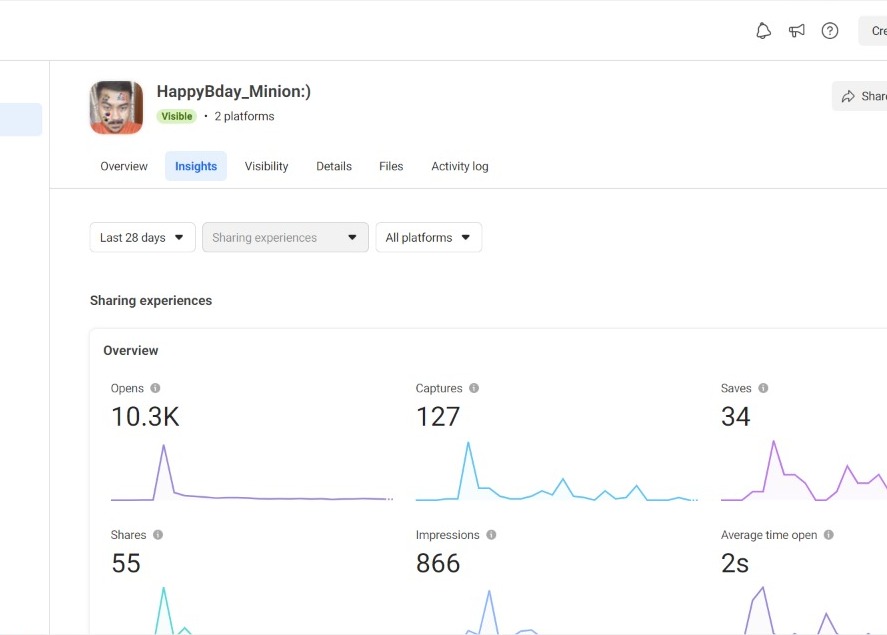 Cre
HappyBday_Minion:)
Visible • 2 platforms
Share
Overview Insights Visibility Details Files Activity log
Last 28 days Sharing experiences All platforms
Sharing experiences
Overview
Opens Captures Saves
10.3K 127 34
Shares Impressions Average time open
55 866 2s